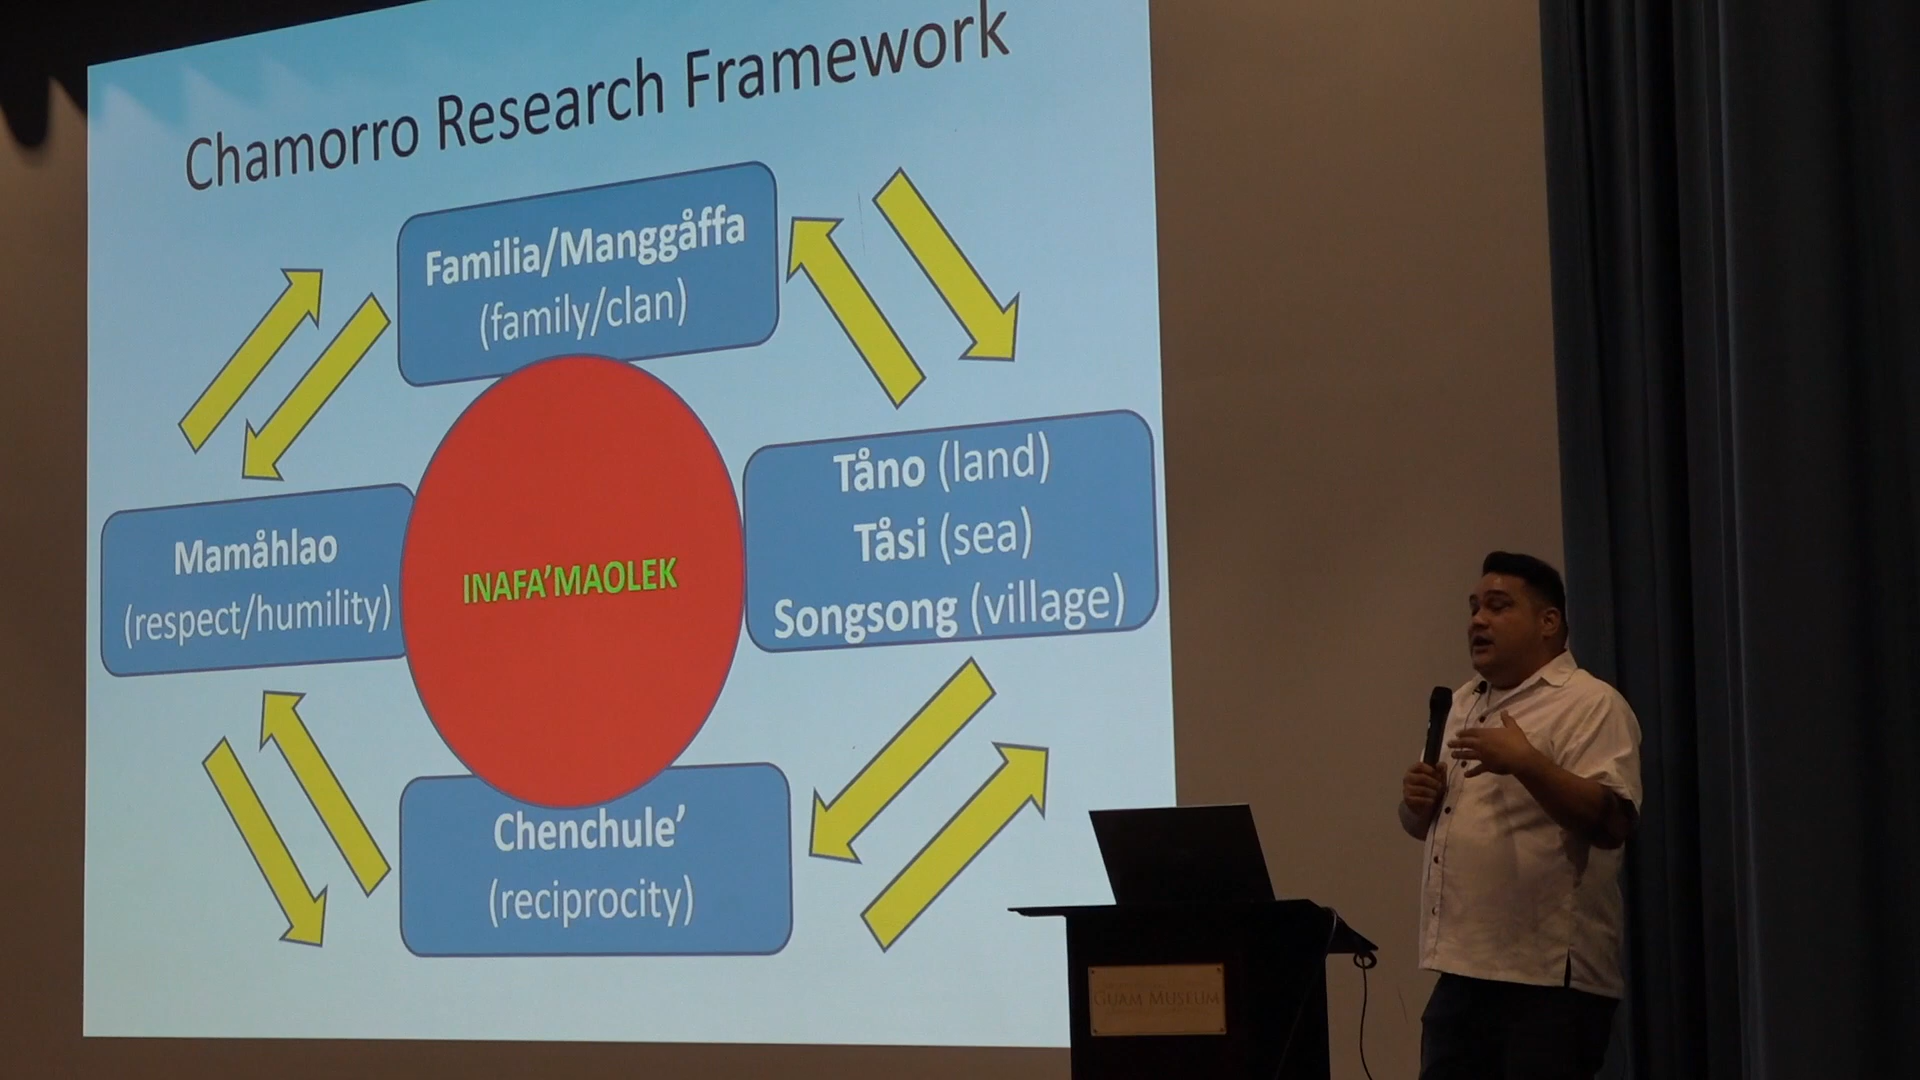 Chamorro Research Framework
Familia/Manggåffa
(family/clan)
Tåno (land)
Tåsi (sea)
Songsong (village)
Mamåhlao
(respect/humility)
INAFA’MAOLEK
Chenchule’
(reciprocity)
GUAM MUSEUM